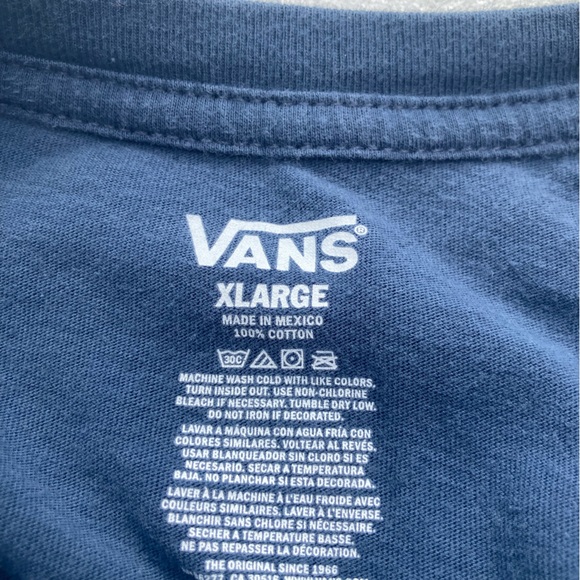 VANS®
XLARGE
MADE IN MEXICO
100% COTTON
30C
MACHINE WASH COLD WITH LIKE COLORS,
TURN INSIDE OUT. USE NON-CHLORINE
BLEACH IF NECESSARY. TUMBLE DRY LOW.
DO NOT IRON IF DECORATED.
LAVAR A MÁQUINA CON AGUA FRÍA CON
COLORES SIMILARES. VOLTEAR AL REVÉS.
USAR BLANQUEADOR SIN CLORO SI ES
NECESARIO. SECAR A TEMPERATURA
BAJA. NO PLANCHAR SI ESTA DECORADA.
LAVER À LA MACHINE À L'EAU FROIDE AVEC
COULEURS SIMILAIRES. LAVER À L'ENVERSE.
BLANCHIR SANS CHLORE SI NÉCESSAIRE.
SECHER A TEMPERATURE BASSE.
NE PAS REPASSER LA DÉCORATION.
THE ORIGINAL SINCE 1966
CA 30516